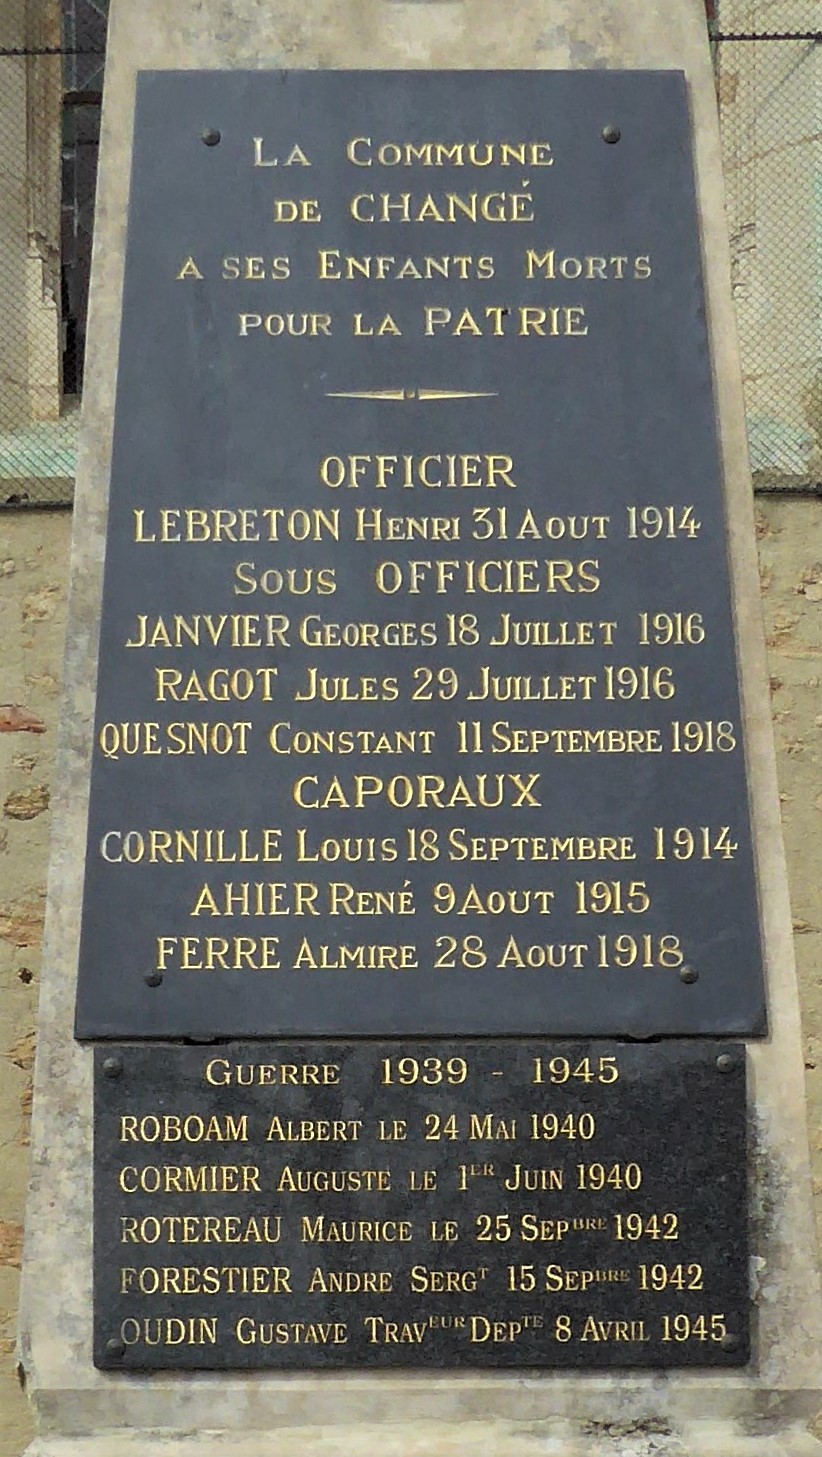 LA COMMUNE
DE CHANGÉ
A SES ENFANTS MORTS
POUR LA PATRIE
OFFICIER
LEBRETON HENRI 31 AOUT 1914
SOUS OFFICIERS
JANVIER GEORGES 18 JUILLET 1916
RAGOT JULES 29 JUILLET 1916
QUESNOT CONSTANT 11 SEPTEMBRE 1918
CAPORAUX
CORNILLE LOUIS 18 SEPTEMBRE 1914
AHIER RENÉ 9 AOUT 1915
FERRE ALMIRE 28 AOUT 1918
GUERRE 1939 - 1945
ROBOAM ALBERT LE 24 MAI 1940
CORMIER AUGUSTE LE 1ER JUIN 1940
ROTEREAU MAURICE LE 25 SEPBRE 1942
FORESTIER ANDRE SERGT 15 SEPBRE 1942
OUDIN GUSTAVE TRAVEUR DEPTE 8 AVRIL 1945